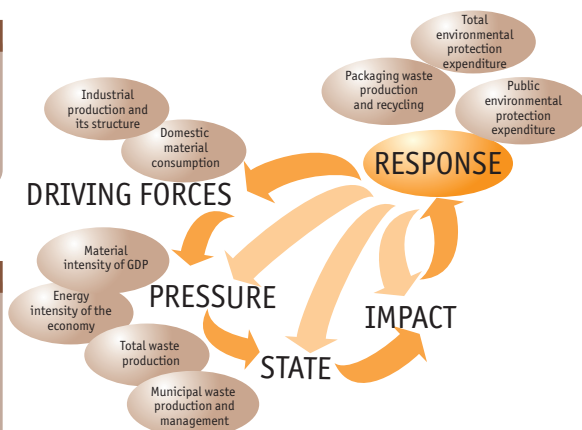 Total
environmental
protection
expenditure
Packaging waste
production
and recycling
Public
environmental
protection
expenditure
Industrial
production and
its structure
Domestic
material
consumption
RESPONSE
DRIVING FORCES
Material
intensity of GDP
Energy
intensity of the
economy
PRESSURE
IMPACT
Total waste
production
STATE
Municipal waste
production and
management